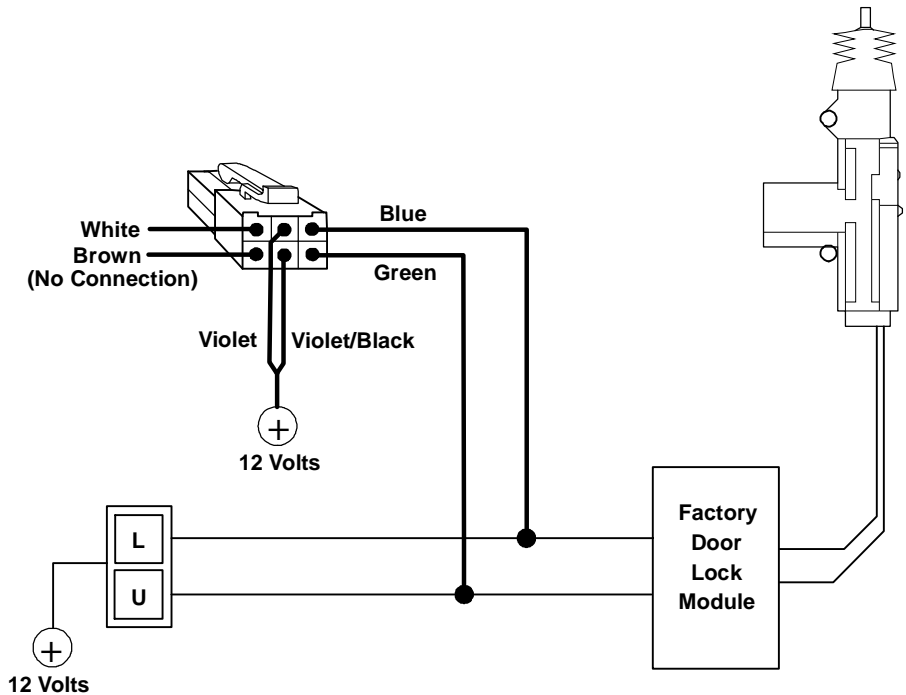 White
Brown
(No Connection)
Blue
Green
Violet
Violet/Black
+
12 Volts
L
U
+
12 Volts
Factory
Door
Lock
Module